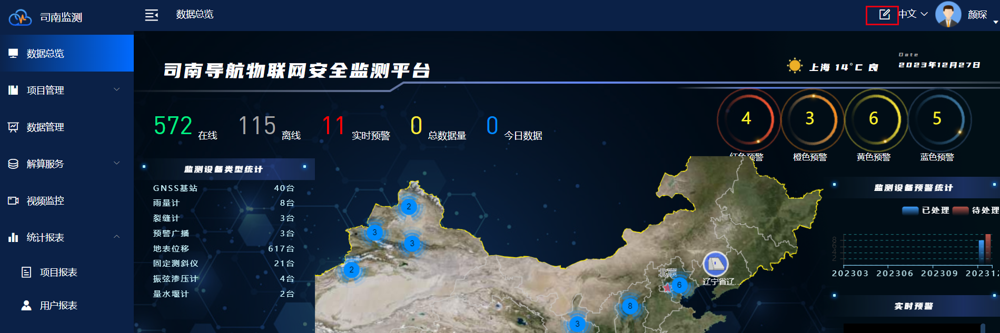 司南监测
数据总览
中文
颜琛
数据总览
项目管理
数据管理
解算服务
视频监控
统计报表
项目报表
用户报表
司南导航物联网安全监测平台
上海 14°C 良
Date
2023年12月27日
572 在线
115 离线
11 实时预警
0 总数据量
0 今日数据
4
红色预警
3
橙色预警
6
黄色预警
5
蓝色预警
监测设备类型统计
GNSS基站 40台
雨量计 8台
裂缝计 3台
预警广播 3台
地表位移 617台
固定测斜仪 21台
振弦渗压计 4台
量水堰计 2台
2
3
3
2
北京
6
辽宁省辽...
8
3
监测设备预警统计
已处理 待处理
8
6
4
2
202303 202306 202309 202312
实时预警